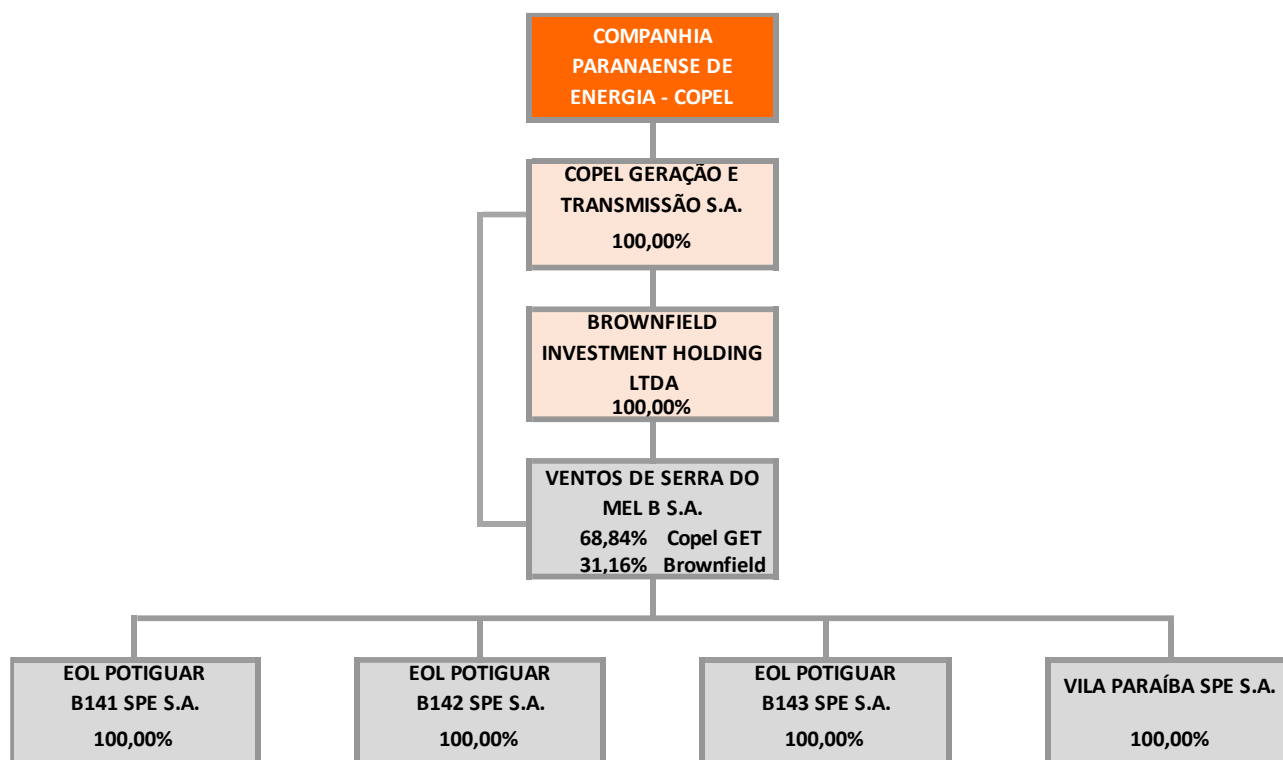 COMPANHIA
PARANAENSE DE
ENERGIA - COPEL
COPEL GERAÇÃO E
TRANSMISSÃO S.A.
100,00%
BROWNFIELD
INVESTMENT HOLDING
LTDA
100,00%
VENTOS DE SERRA DO
MEL B S.A.
68,84% Copel GET
31,16% Brownfield
EOL POTIGUAR
B141 SPE S.A.
100,00%
EOL POTIGUAR
B142 SPE S.A.
100,00%
EOL POTIGUAR
B143 SPE S.A.
100,00%
VILA PARAÍBA SPE S.A.
100,00%